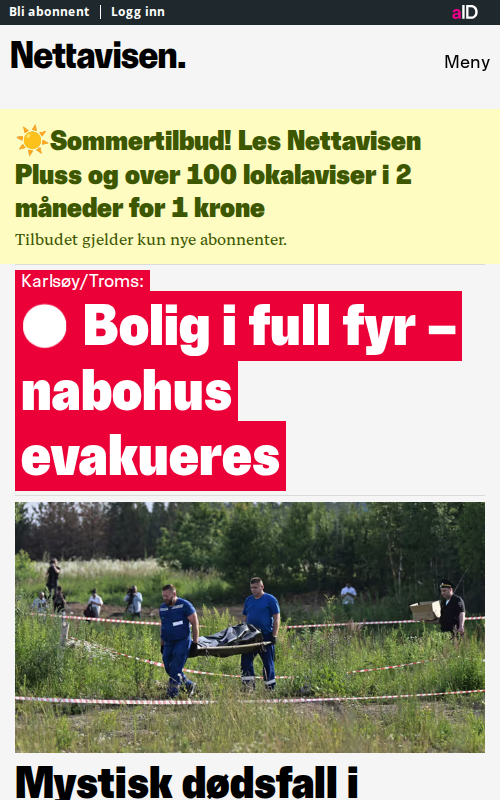 Bli abonnent
Logg inn
aID
Nettavisen.
Meny
☀️Sommertilbud! Les Nettavisen
Pluss og over 100 lokalaviser i 2
måneder for 1 krone
Tilbudet gjelder kun nye abonnenter.
Karlsøy/Troms:
Bolig i full fyr –
nabohus
evakueres
Mystisk dødsfall i